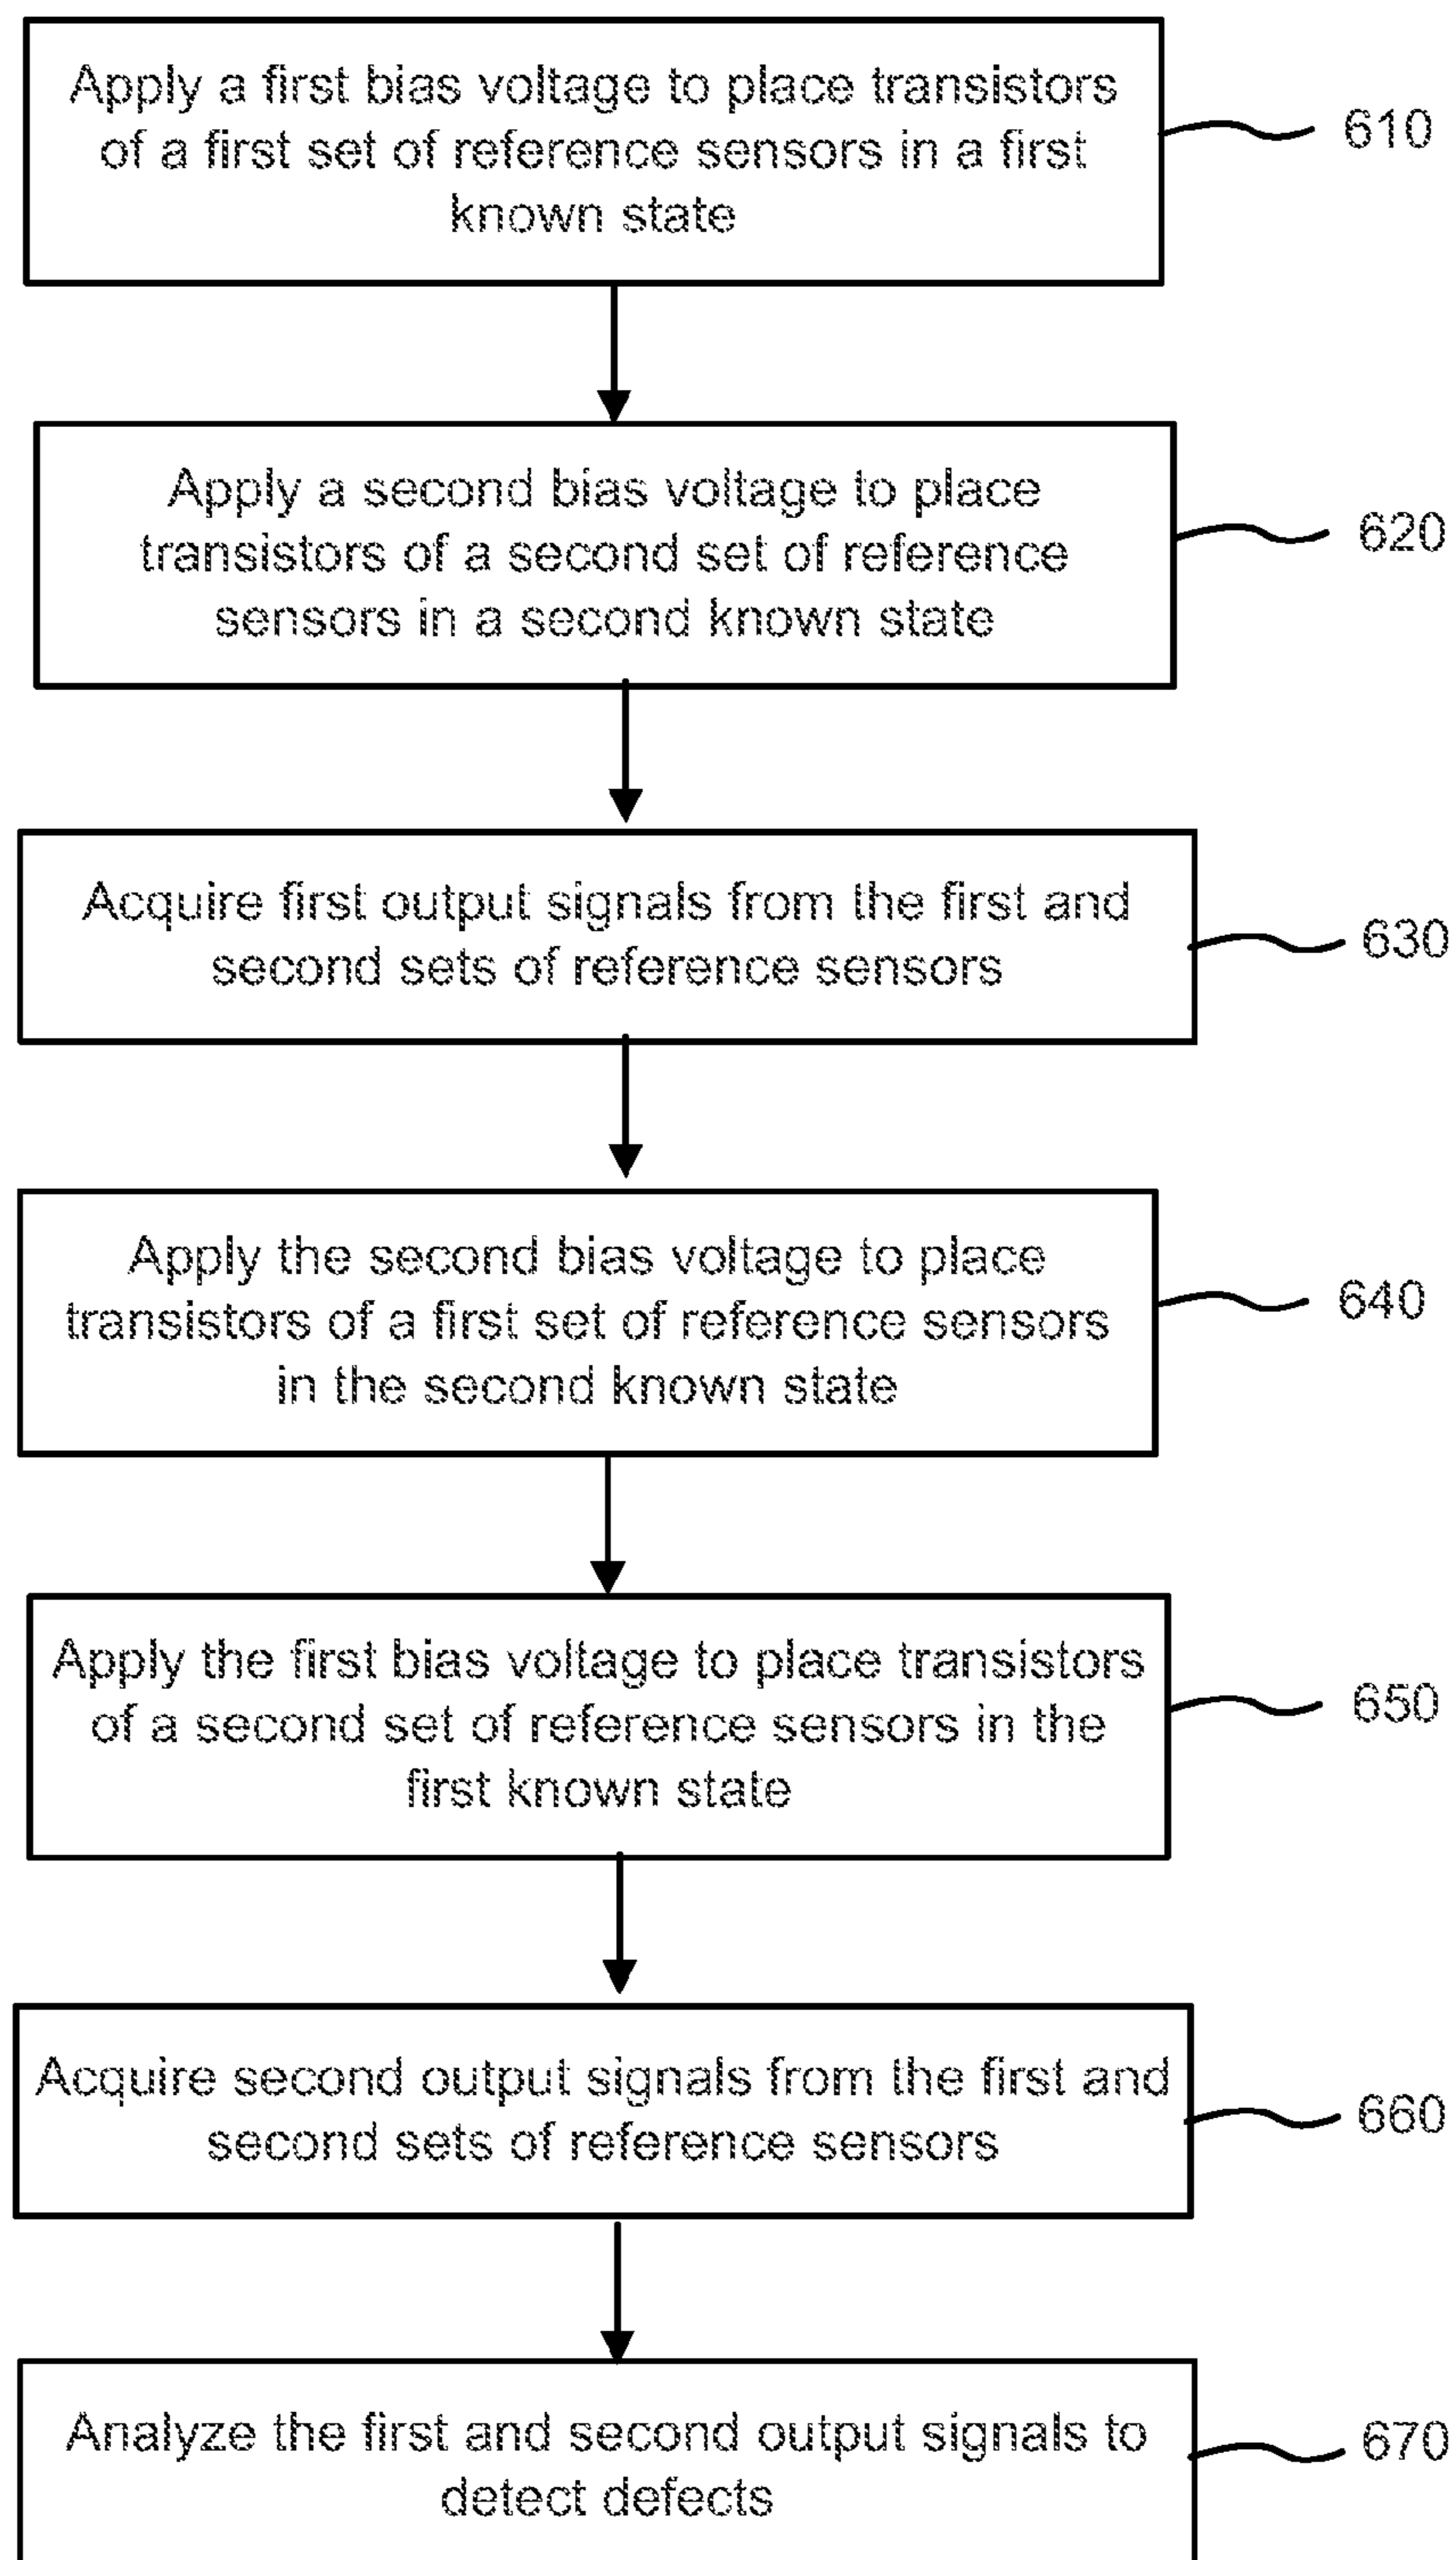 Apply a first bias voltage to place transistors
of a first set of reference sensors in a first
known state
610
Apply a second bias voltage to place
transistors of a second set of reference
sensors in a second known state
620
Acquire first output signals from the first and
second sets of reference sensors
630
Apply the second bias voltage to place
transistors of a first set of reference sensors
in the second known state
640
Apply the first bias voltage to place transistors
of a second set of reference sensors in the
first known state
650
Acquire second output signals from the first and
second sets of reference sensors
660
Analyze the first and second output signals to
detect defects
670